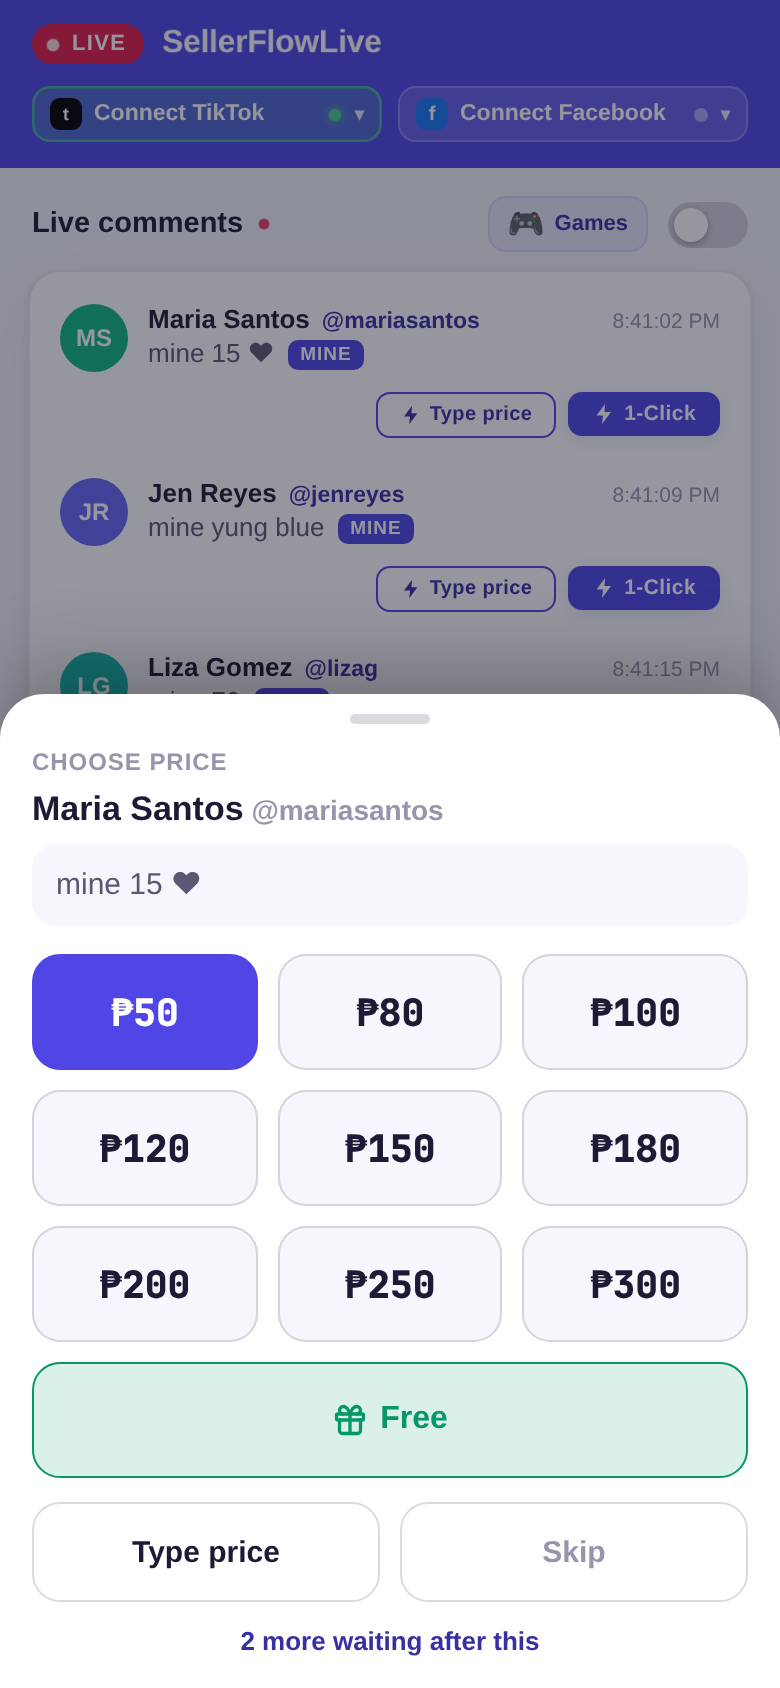 LIVE SellerFlowLive
t Connect TikTok ▾ f Connect Facebook ▾
Live comments 🎮 Games
MS Maria Santos @mariasantos 8:41:02 PM
mine 15 ♥ MINE
Type price 1-Click
JR Jen Reyes @jenreyes 8:41:09 PM
mine yung blue MINE
Type price 1-Click
LG Liza Gomez @lizag 8:41:15 PM
CHOOSE PRICE
Maria Santos @mariasantos
mine 15 ♥
₱50 ₱80 ₱100
₱120 ₱150 ₱180
₱200 ₱250 ₱300
Free
Type price Skip
2 more waiting after this